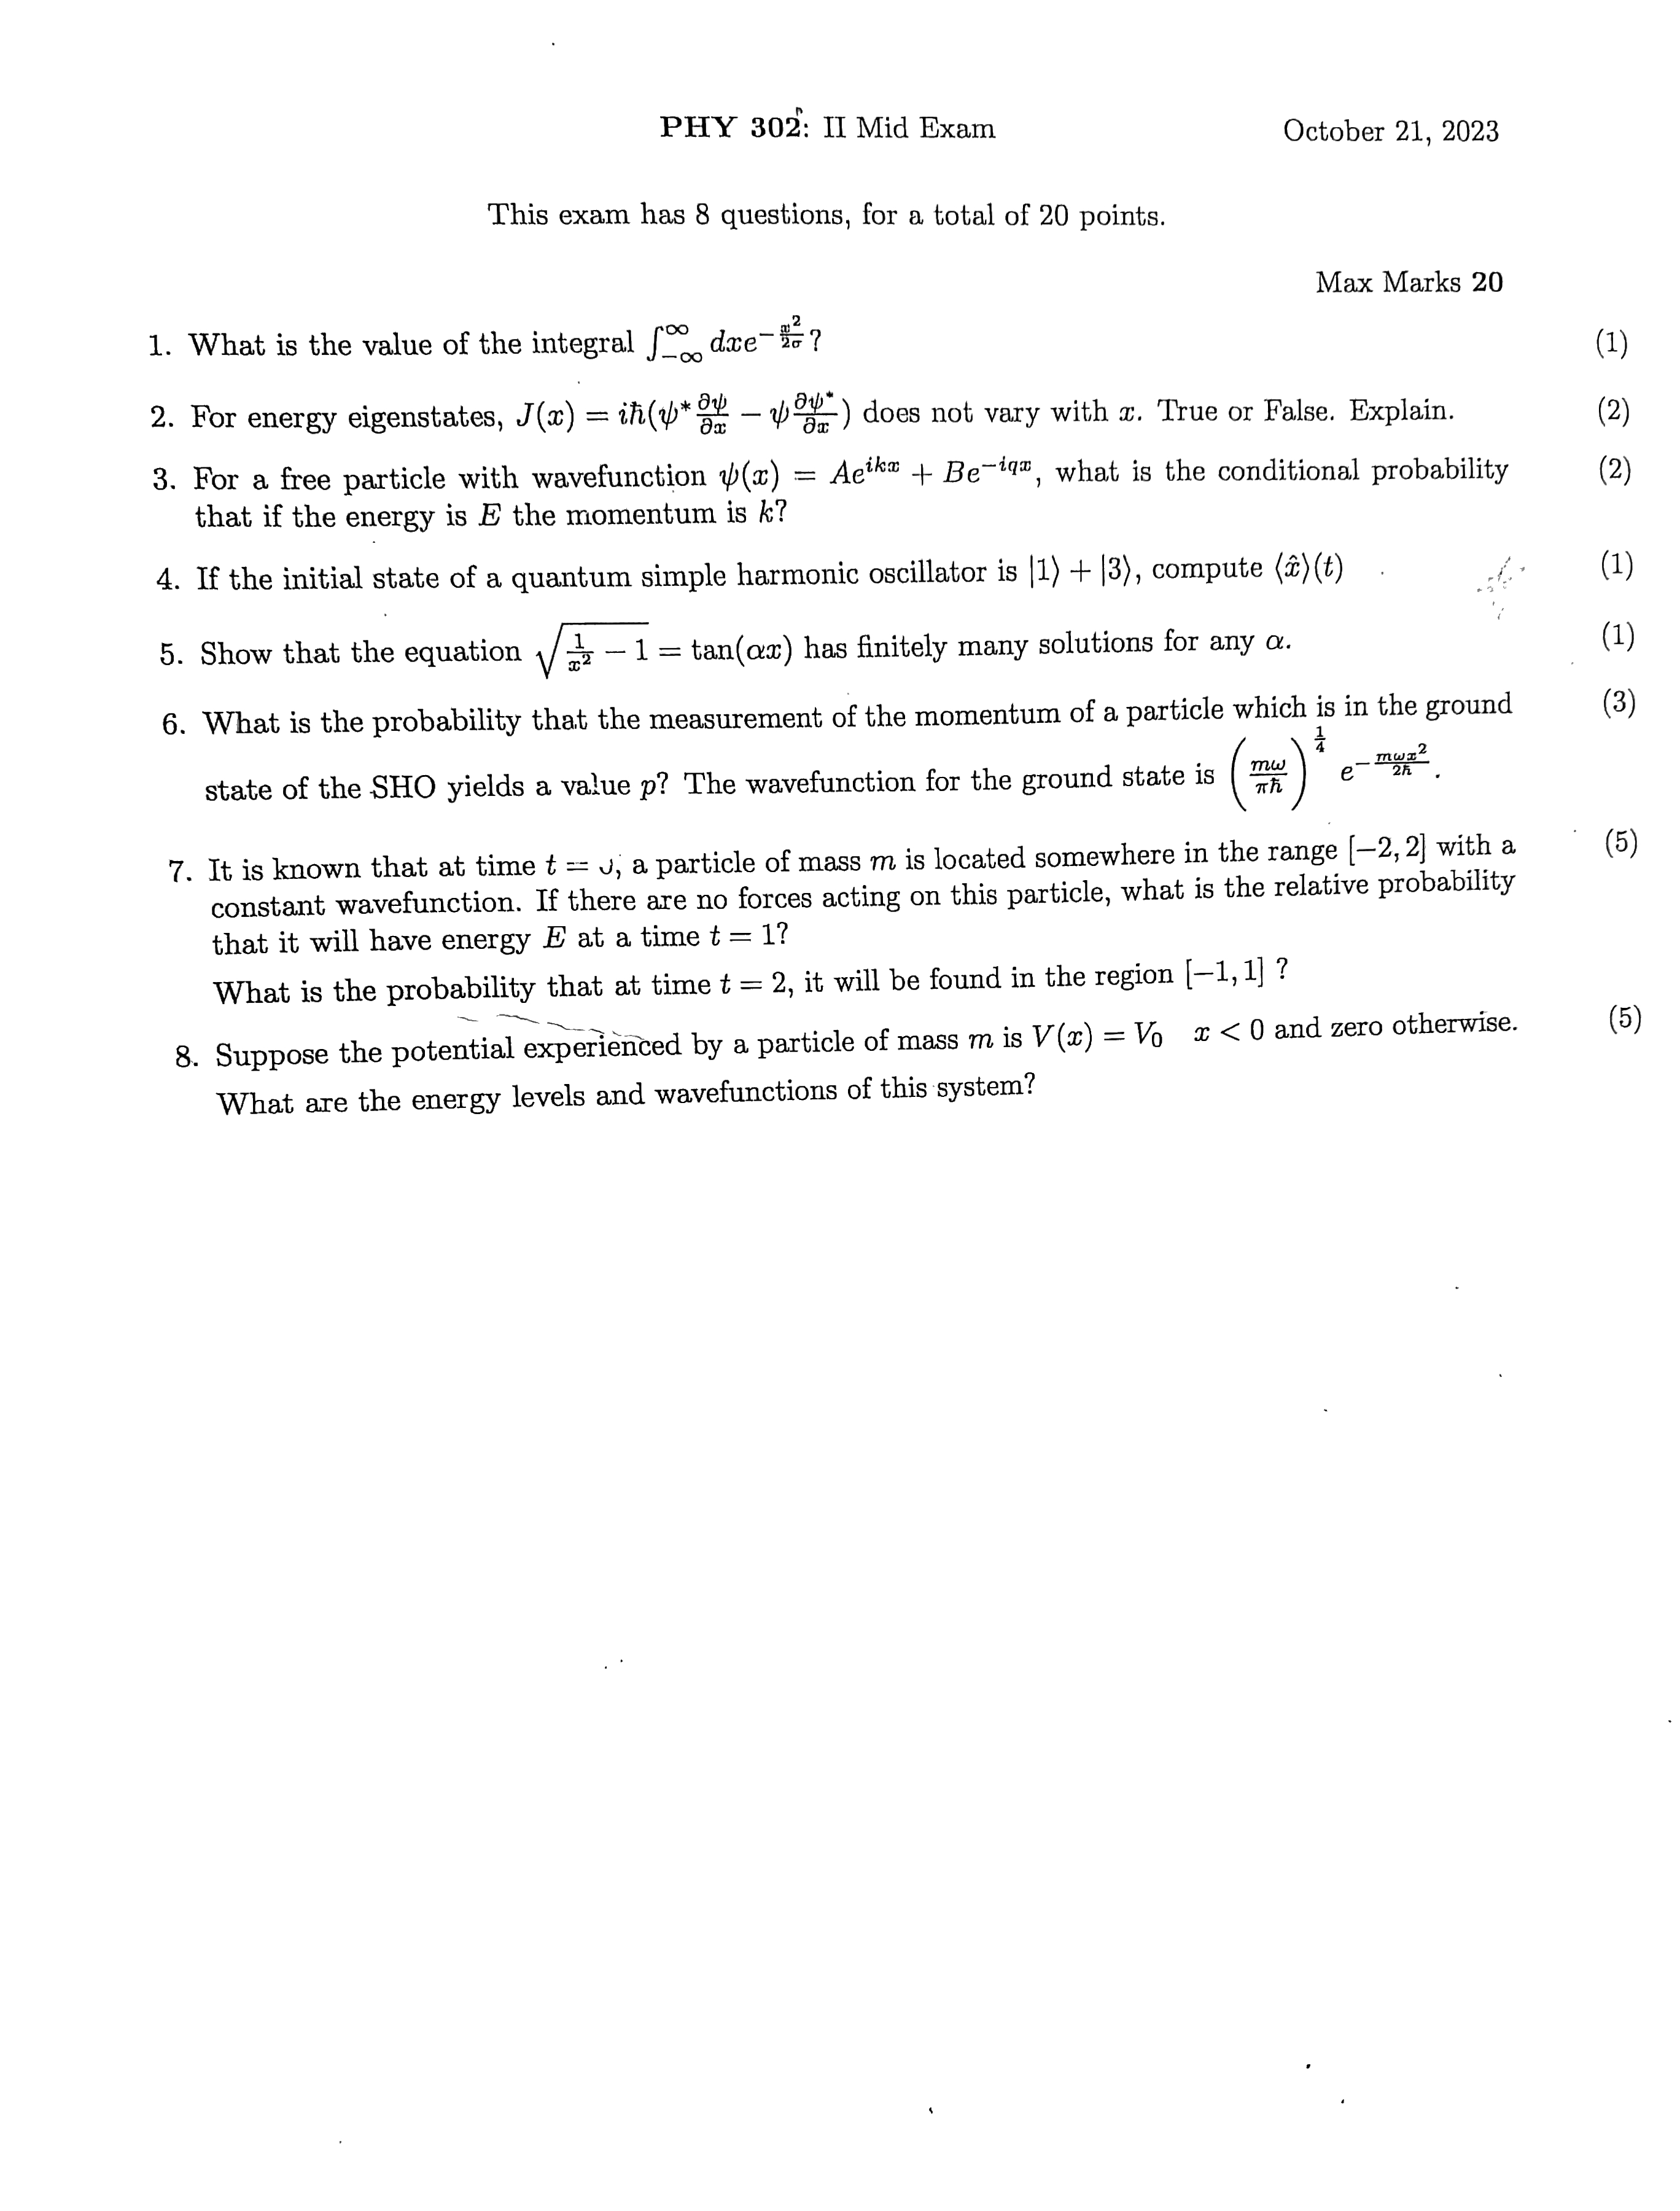 PHY 302: II Mid Exam October 21, 2023
This exam has 8 questions, for a total of 20 points.
Max Marks 20
1. What is the value of the integral $\int_{-\infty}^{\infty} dx e^{-\frac{x^2}{2\sigma}}$? (1)
2. For energy eigenstates, $J(x) = i\hbar(\psi^* \frac{\partial\psi}{\partial x} - \psi \frac{\partial\psi^*}{\partial x})$ does not vary with $x$. True or False. Explain. (2)
3. For a free particle with wavefunction $\psi(x) = Ae^{ikx} + Be^{-iqx}$, what is the conditional probability (2)
that if the energy is $E$ the momentum is $k$?
4. If the initial state of a quantum simple harmonic oscillator is $|1\rangle + |3\rangle$, compute $\langle \hat{x} \rangle(t)$ (1)
5. Show that the equation $\sqrt{\frac{1}{x^2} - 1} = \tan(\alpha x)$ has finitely many solutions for any $\alpha$. (1)
6. What is the probability that the measurement of the momentum of a particle which is in the ground (3)
state of the SHO yields a value $p$? The wavefunction for the ground state is $\left(\frac{m\omega}{\pi\hbar}\right)^{\frac{1}{4}} e^{-\frac{m\omega x^2}{2\hbar}}$.
7. It is known that at time $t =$ , a particle of mass $m$ is located somewhere in the range $[-2, 2]$ with a (5)
constant wavefunction. If there are no forces acting on this particle, what is the relative probability
that it will have energy $E$ at a time $t = 1$?
What is the probability that at time $t = 2$, it will be found in the region $[-1, 1]$ ?
8. Suppose the potential experienced by a particle of mass $m$ is $V(x) = V_0 \quad x < 0$ and zero otherwise. (5)
What are the energy levels and wavefunctions of this system?